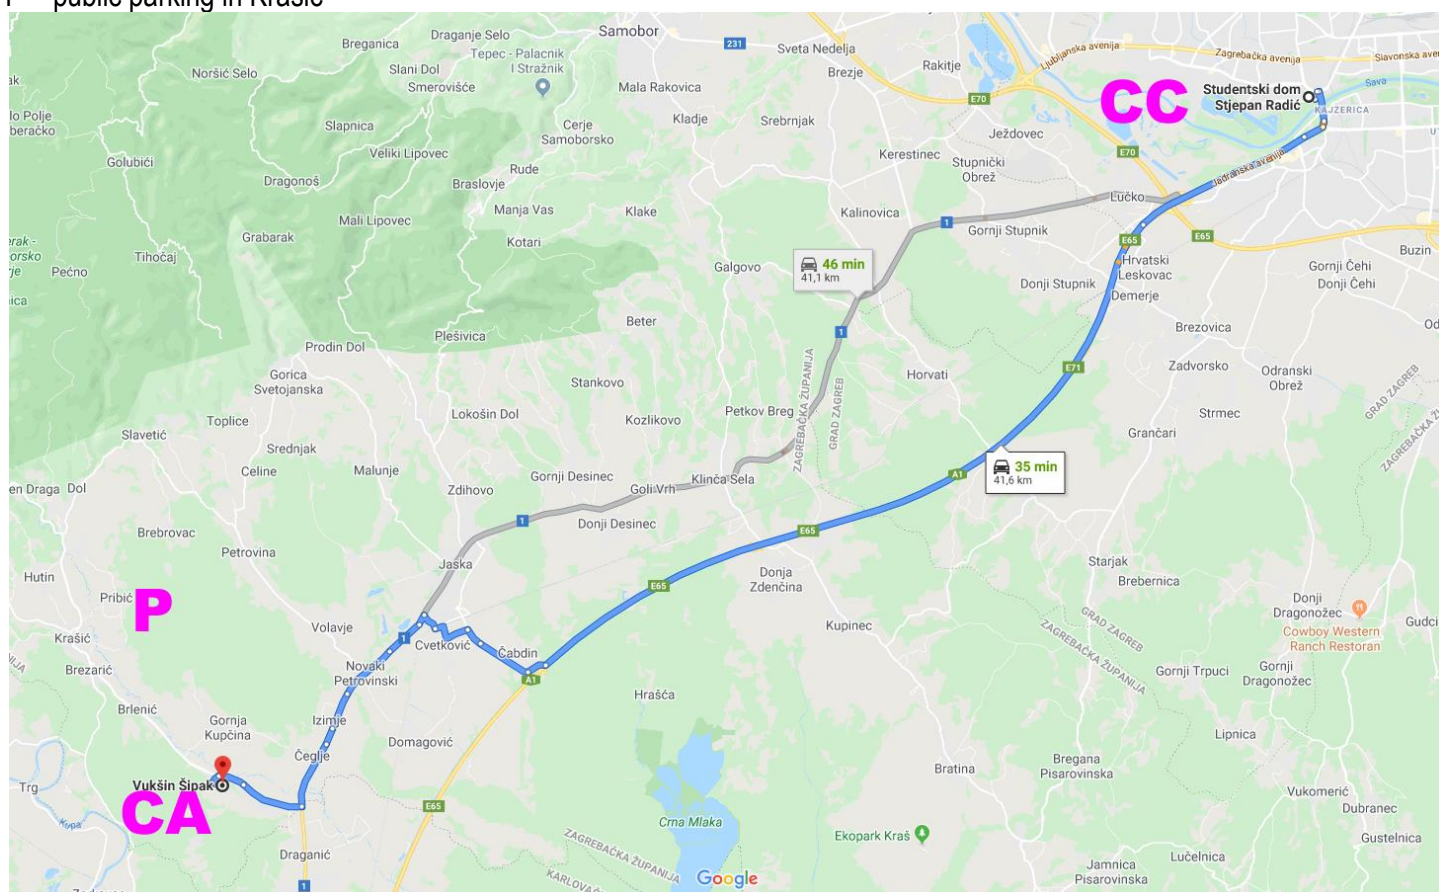 public parking in Krašić
Draganje Selo
Samobor
231
Sveta Nedelja
Breganica
Tepec - Palacnik
I Stražnik
Ljubljanska avenija
Zagrebačka avenija
Slavonska ave
Noršić Selo
Slani Dol
Smerovišće
Mala Rakovica
Brezje
Rakitje
E70
CC
Studentski dom
Stjepan Radić
Sava
KAJZERICA
lo Polje
Slapnica
Cerje
Samoborsko
Kladje
Srebrnjak
Ježdovec
Golubići
Veliki Lipovec
Rude
Kerestinec
Stupnički
Obrež
E70
Dragonoš
Braslovje
Jadranska avenija
Manja Vas
Klake
Kalinovica
Lučko
Mali Lipovec
1
Gornji Stupnik
Grabarak
Kotari
E65
E65
Buzin
Tihočaj
Pećno
Galgovo
46 min
41,1 km
Hrvatski
Leskovac
Gornji Čehi
Donji Čehi
Donji Stupnik
Demerje
Beter
1
Brezovica
Plešivica
Prodin Dol
E71
Zadvorsko
Gorica
Svetojanska
Stankovo
Horvati
Odranski
Obrež
ZAGREBAČKA ŽUPANIJA
GRAD ZAGREB
GRAD ZAGREB
Toplice
Lokošin Dol
Kozlikovo
Petkov Breg
Strmec
Slavetić
Srednjak
Grančari
Celine
Malunje
Gornji Desinec
Klinča Sela
A1
35 min
41,6 km
en Draga
Dol
Zdihovo
Goli Vrh
1
Donji Desinec
E65
Brebrovac
Petrovina
Jaska
Starjak
Hutin
E65
Donja
Zdenčina
Brebernica
Pribić
P
Donji
Dragonožec
Volavje
1
Cvetković
Kupinec
GRAD ZAGREB
ZAGREBAČKA ŽUPANIJA
Cowboy Western
Ranch Restoran
Gudci
Krašić
Čabdin
Brezarić
Novaki
Petrovinski
A1
Gornji Trpuci
Gornji
Dragonožec
Hrašća
Brlenić
Gornja
Kupčina
Izimje
Domagović
Lipnica
Čeglje
Bratina
Bregana
Pisarovinska
Trg
Vukšin Šipak
CA
E65
Vukomerić
Kupa
Crna Mlaka
Dubranec
Ekopark Kraš
Gustelnica
Draganić
ZAGREBAČKA ŽUPANIJA
Lučelnica
Jamnica
Pisarovinska
1
Google